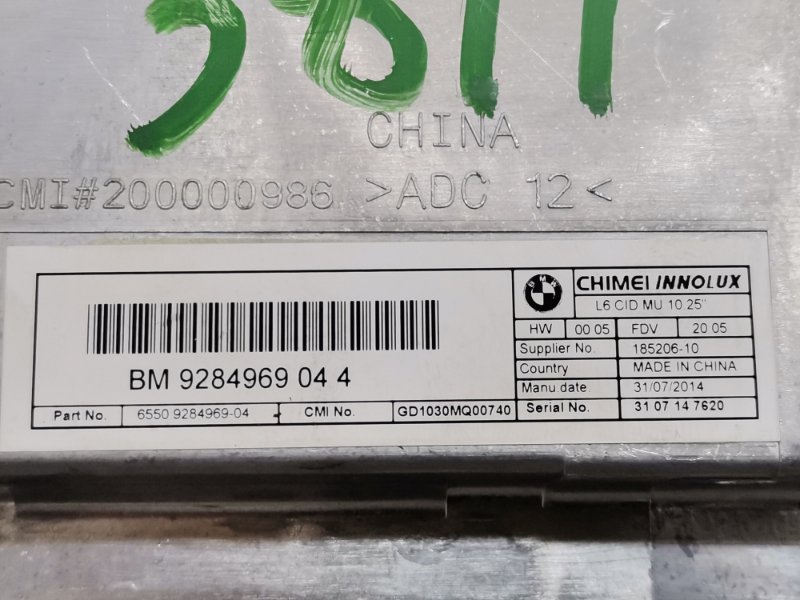 CHINA
CMI#200000986 >ADC 12<
BMW
CHIMEI INNOLUX
L6 CID MU 10 25"
HW 00 05 FDV 20 05
Supplier No. 185206-10
Country MADE IN CHINA
Manu.date 31/07/2014
Serial No. 31 07 14 7620
BM 9284969 04 4
Part No. 6550 9284969-04 CMI No. GD1030MQ00740